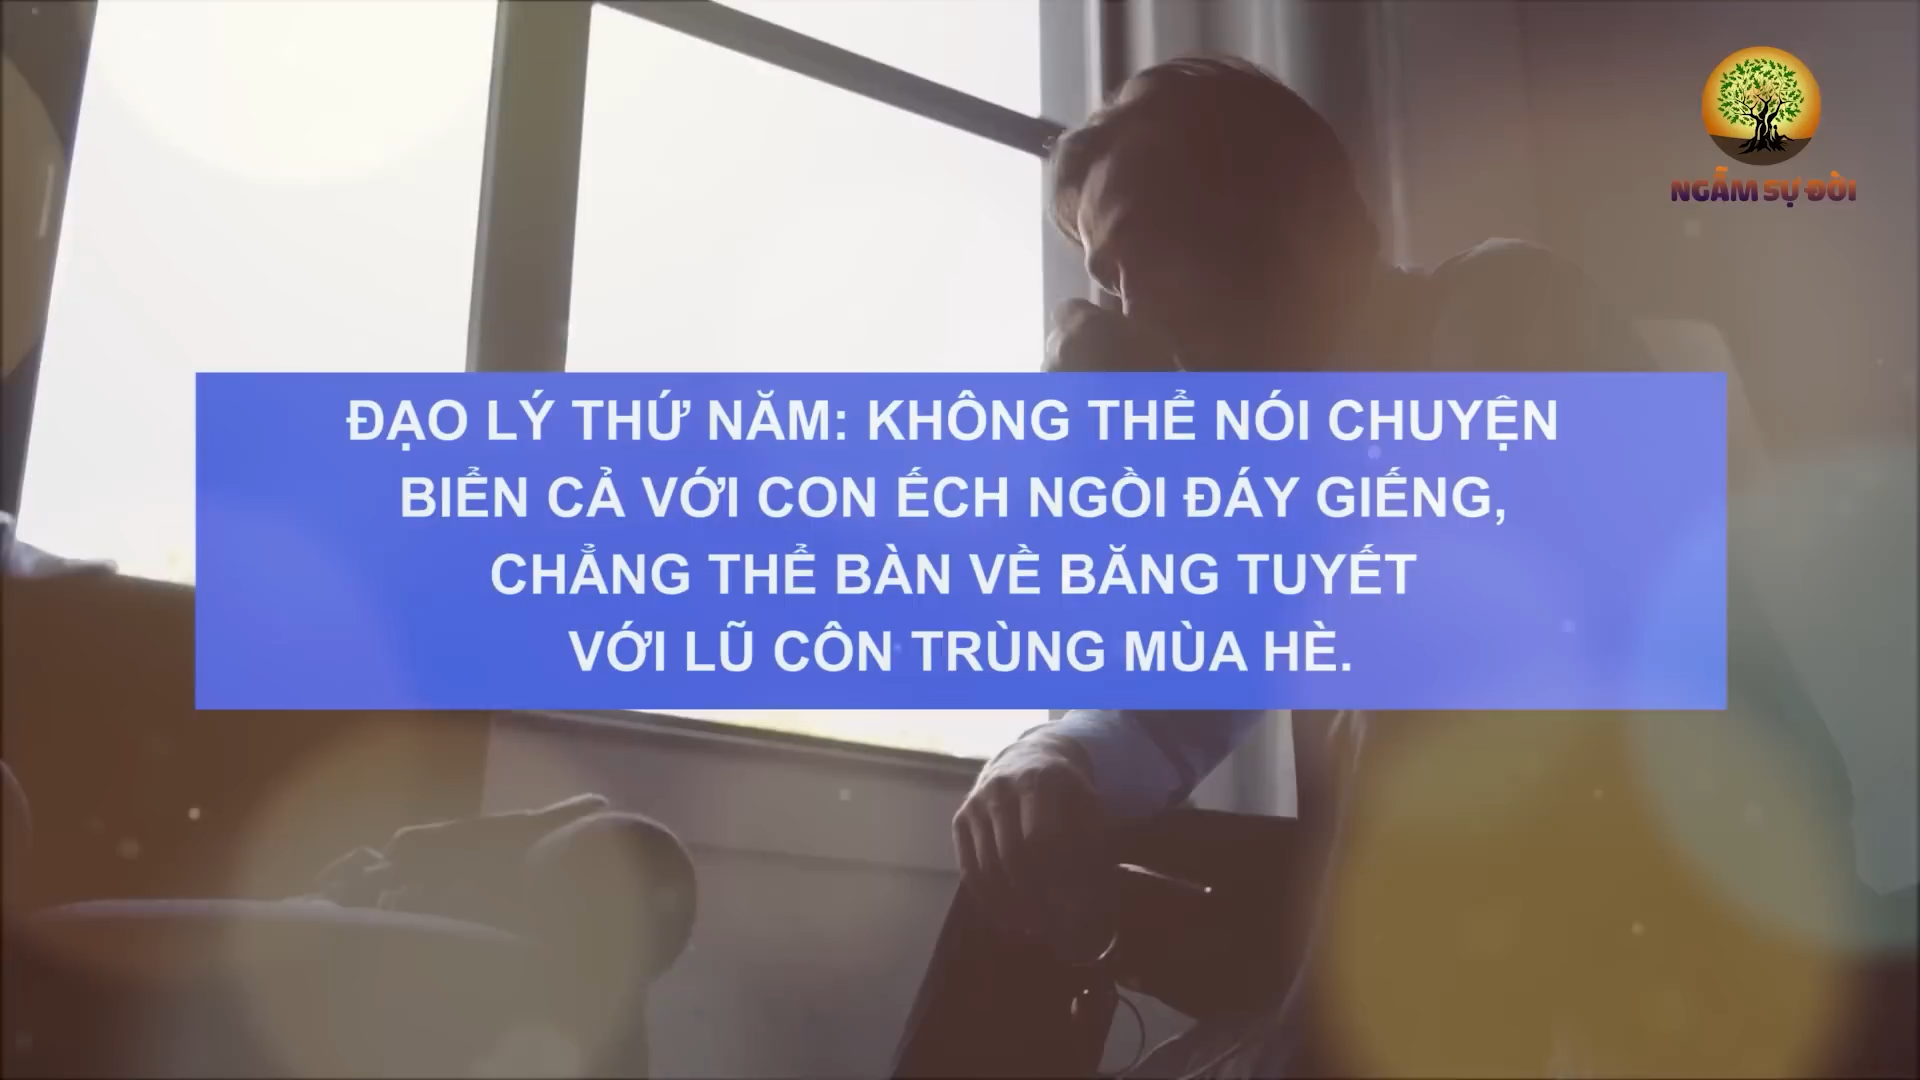 NGẪM SỰ ĐỜI
ĐẠO LÝ THỨ NĂM: KHÔNG THỂ NÓI CHUYỆN
BIỂN CẢ VỚI CON ẾCH NGỒI ĐÁY GIẾNG,
CHẲNG THỂ BÀN VỀ BĂNG TUYẾT
VỚI LŨ CÔN TRÙNG MÙA HÈ.